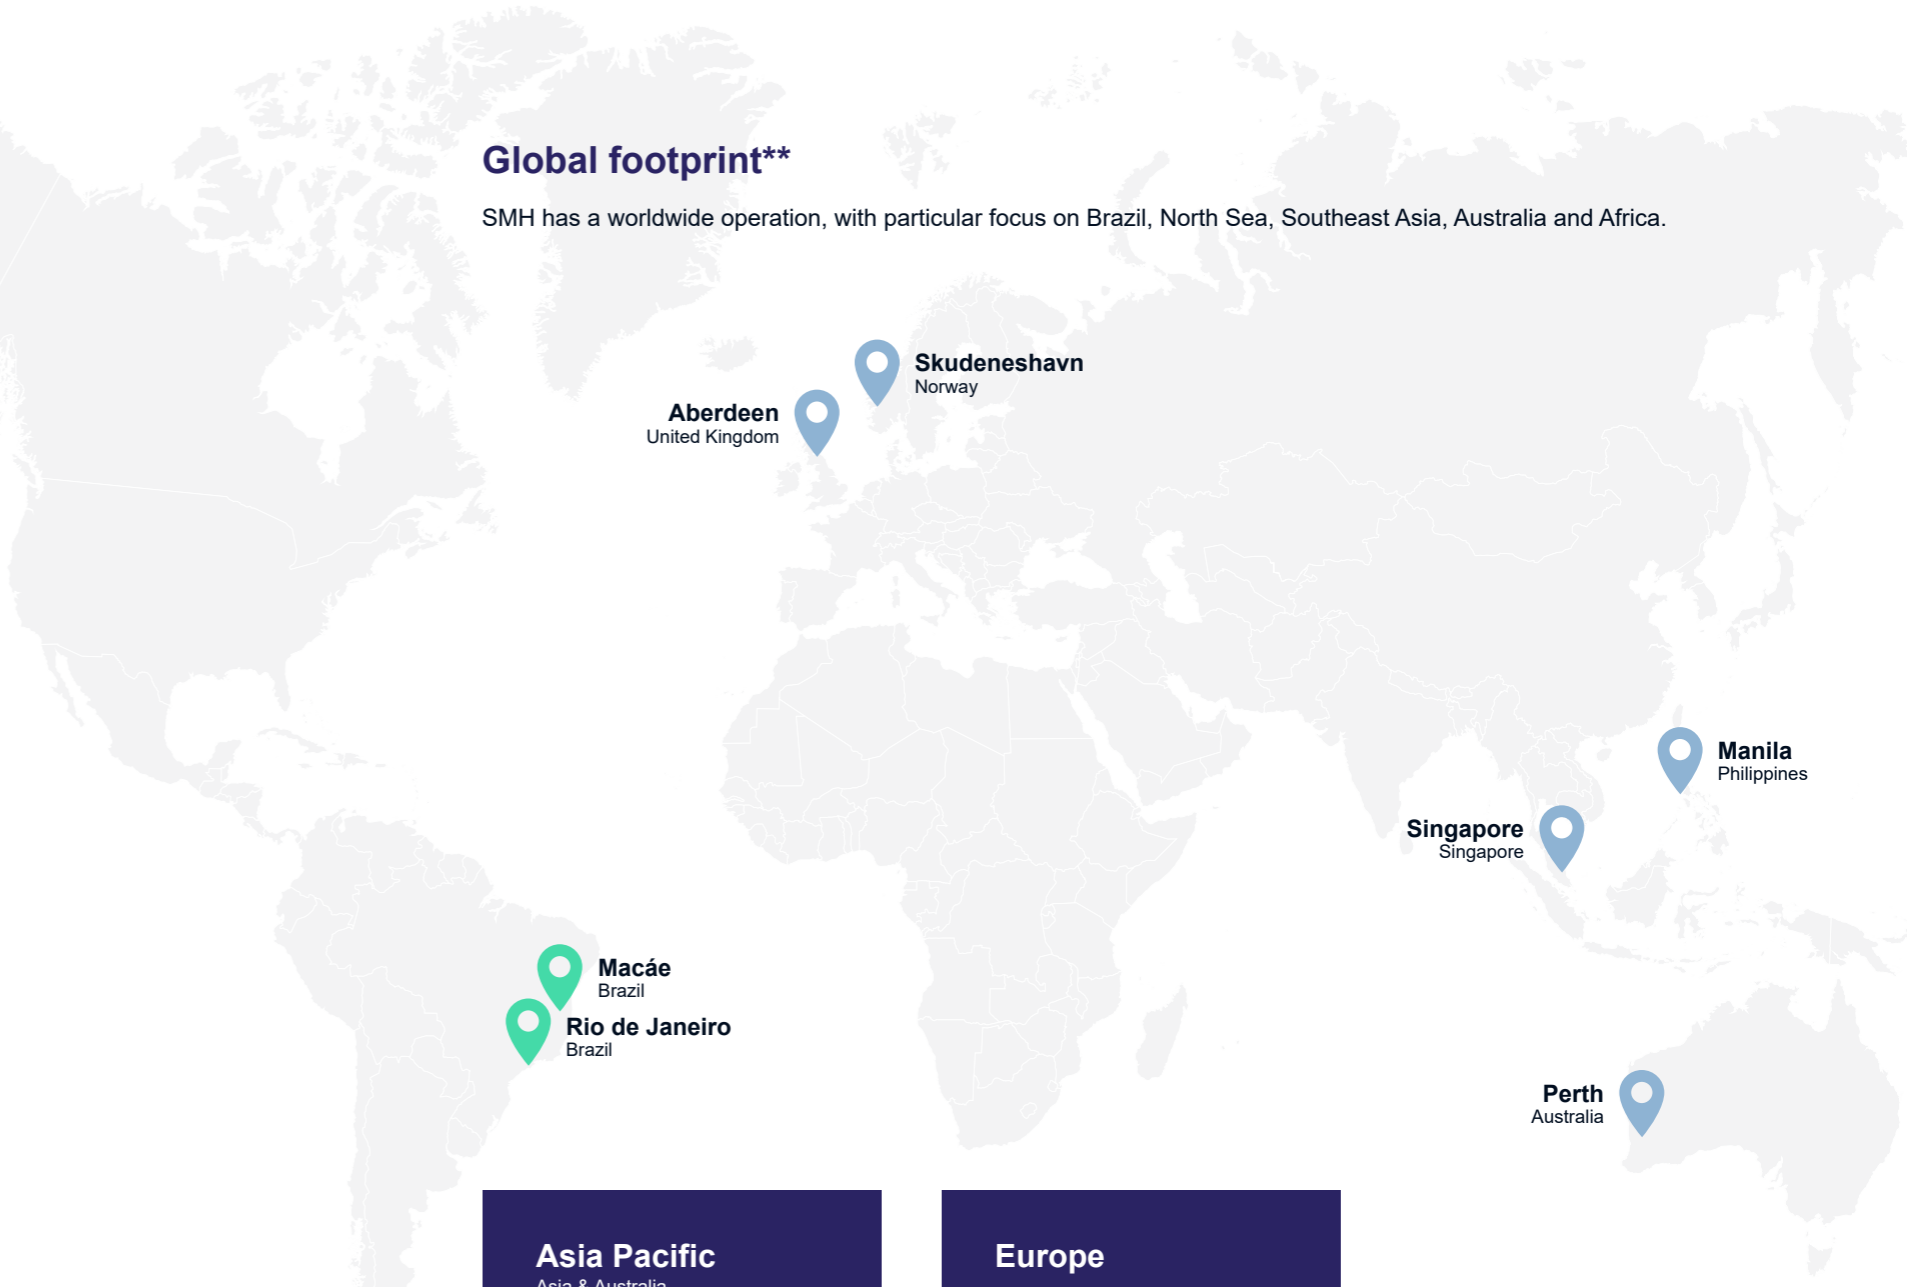 Global footprint**
SMH has a worldwide operation, with particular focus on Brazil, North Sea, Southeast Asia, Australia and Africa.
Skudeneshavn
Norway
Aberdeen
United Kingdom
Manila
Philippines
Singapore
Singapore
Macáe
Brazil
Rio de Janeiro
Brazil
Perth
Australia
Asia Pacific
Asia & Australia
Europe